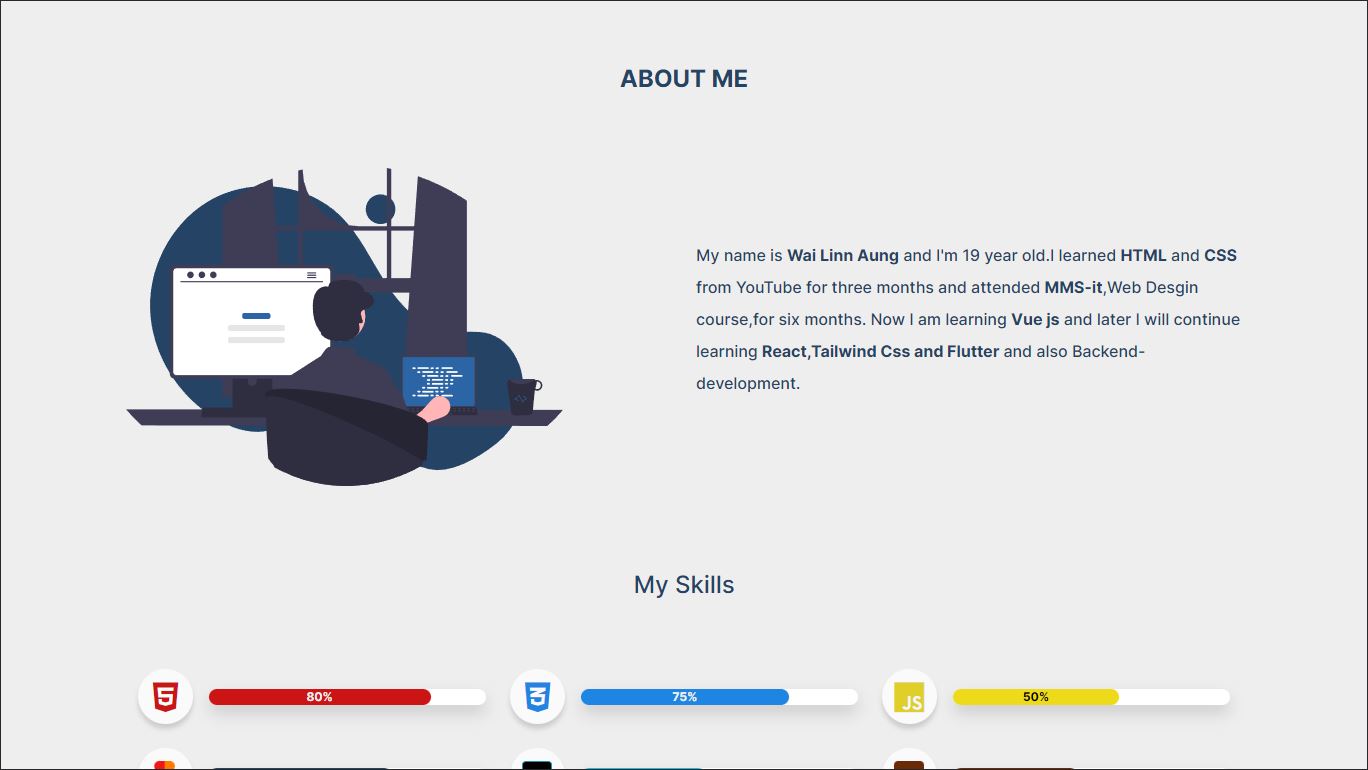 ABOUT ME
My name is Wai Linn Aung and I'm 19 year old.I learned HTML and CSS
from YouTube for three months and attended MMS-it,Web Desgin
course,for six months. Now I am learning Vue js and later I will continue
learning React,Tailwind Css and Flutter and also Backend-
development.
My Skills
80%
75%
JS
50%